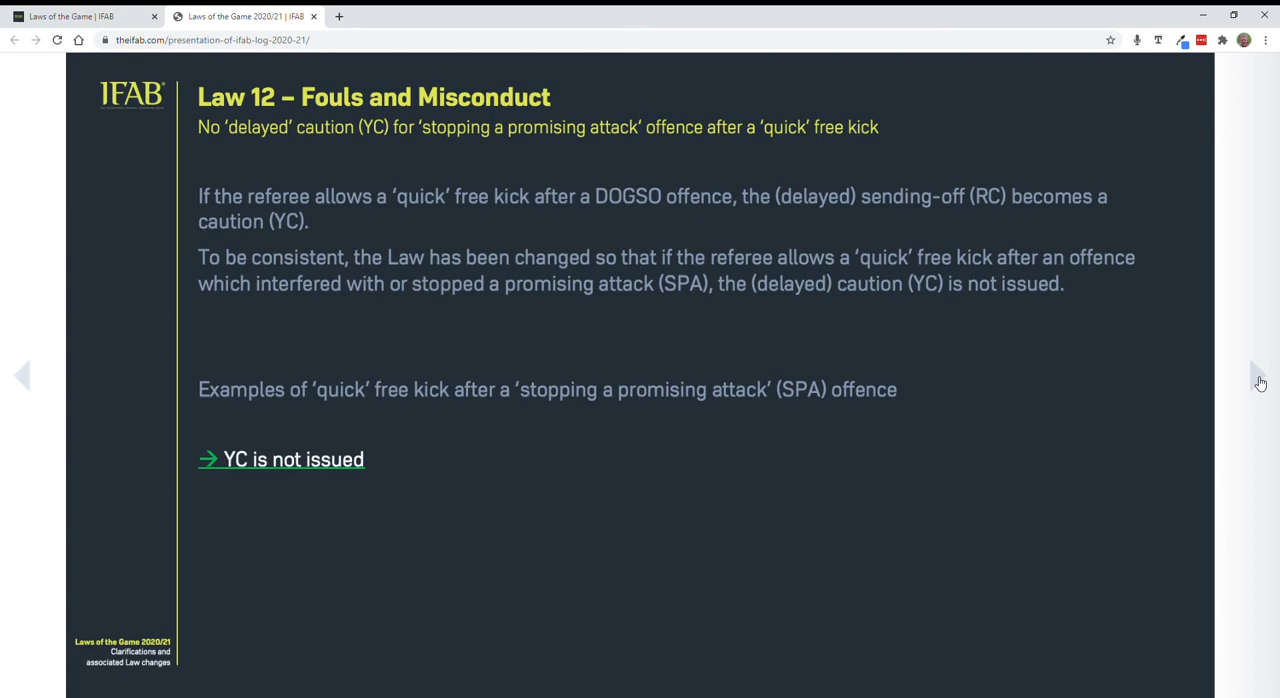 Laws of the Game | IFAB
Laws of the Game 2020/21 | IFAB
theifab.com/presentation-of-ifab-log-2020-21/
IFAB
Law 12 – Fouls and Misconduct
No ‘delayed’ caution (YC) for ‘stopping a promising attack‘ offence after a ‘quick’ free kick
If the referee allows a ‘quick’ free kick after a DOGSO offence, the (delayed) sending-off (RC) becomes a
caution (YC).
To be consistent, the Law has been changed so that if the referee allows a ‘quick’ free kick after an offence
which interfered with or stopped a promising attack (SPA), the (delayed) caution (YC) is not issued.
Examples of ‘quick’ free kick after a ‘stopping a promising attack’ (SPA) offence
→ YC is not issued
Laws of the Game 2020/21
Clarifications and
associated Law changes